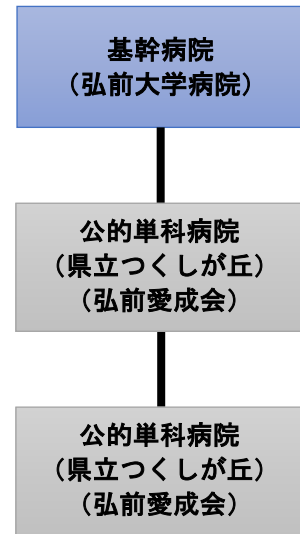 基幹病院
（弘前大学病院）
公的単科病院
（県立つくしが丘）
（弘前愛成会）
公的単科病院
（県立つくしが丘）
（弘前愛成会）